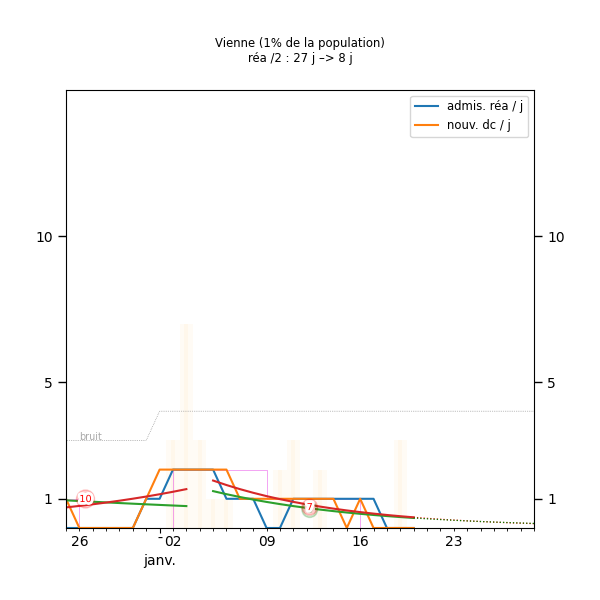 Vienne (1% de la population)
réa /2 : 27 j –> 8 j
admis. réa / j
nouv. dc / j
10 10
5 5
bruit
10
7
1 1
26 02 09 16 23
janv.